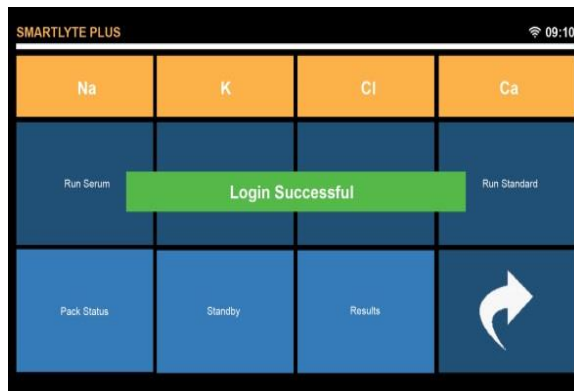 SMARTLYTE PLUS 09:10
Na K Cl Ca
Run Serum Run Standard
Login Successful
Pack Status Standby Results